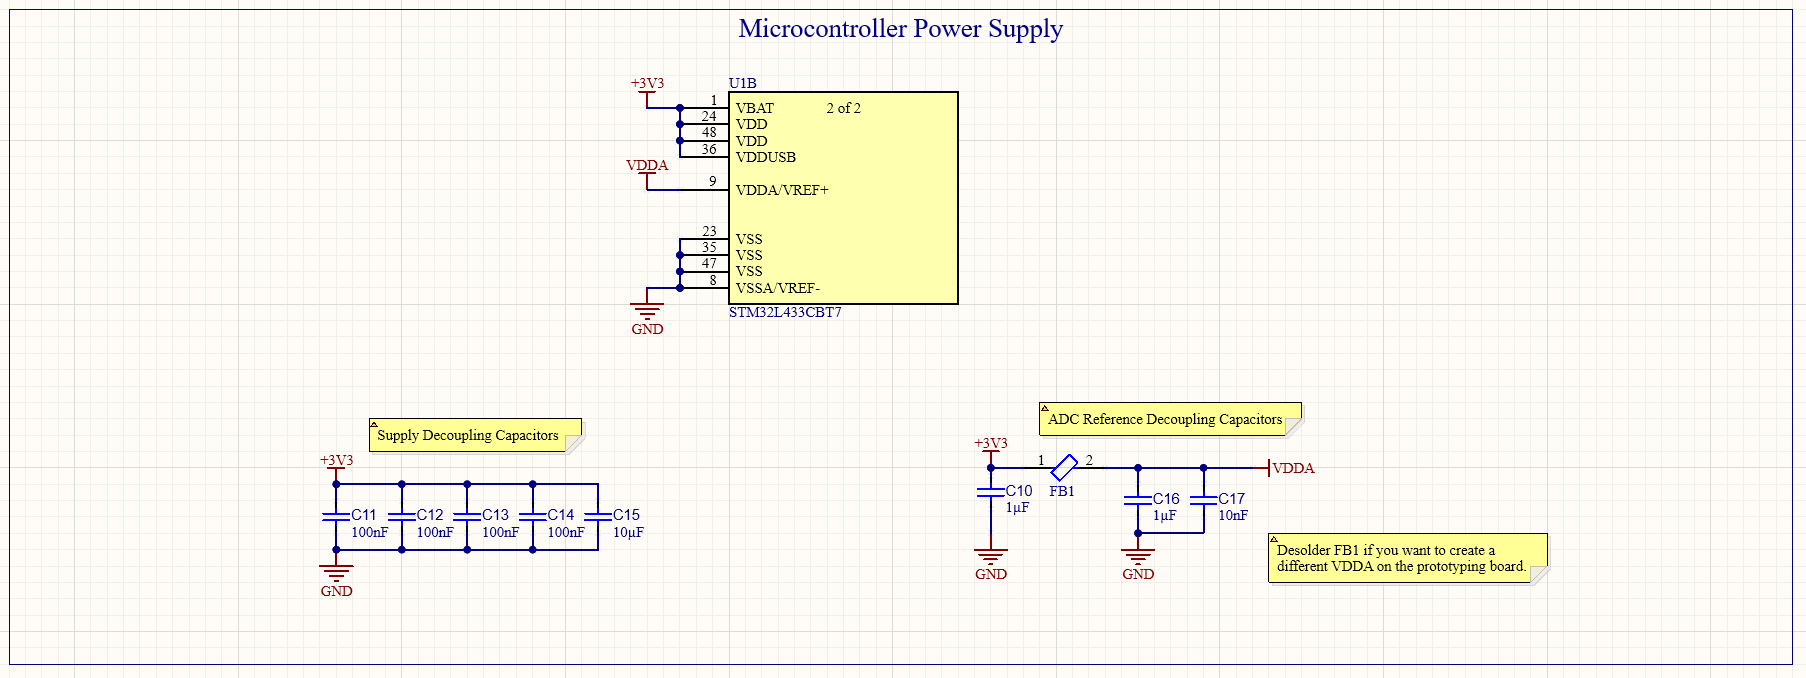 Microcontroller Power Supply
+3V3
U1B
1
VBAT
2 of 2
24
VDD
48
VDD
36
VDDUSB
VDDA
9
VDDA/VREF+
23
VSS
35
VSS
47
VSS
8
VSSA/VREF-
GND
STM32L433CBT7
Supply Decoupling Capacitors
+3V3
C11
100nF
C12
100nF
C13
100nF
C14
100nF
C15
10µF
GND
ADC Reference Decoupling Capacitors
+3V3
1
2
VDDA
FB1
C10
1µF
C16
1µF
C17
10nF
GND
GND
Desolder FB1 if you want to create a
different VDDA on the prototyping board.